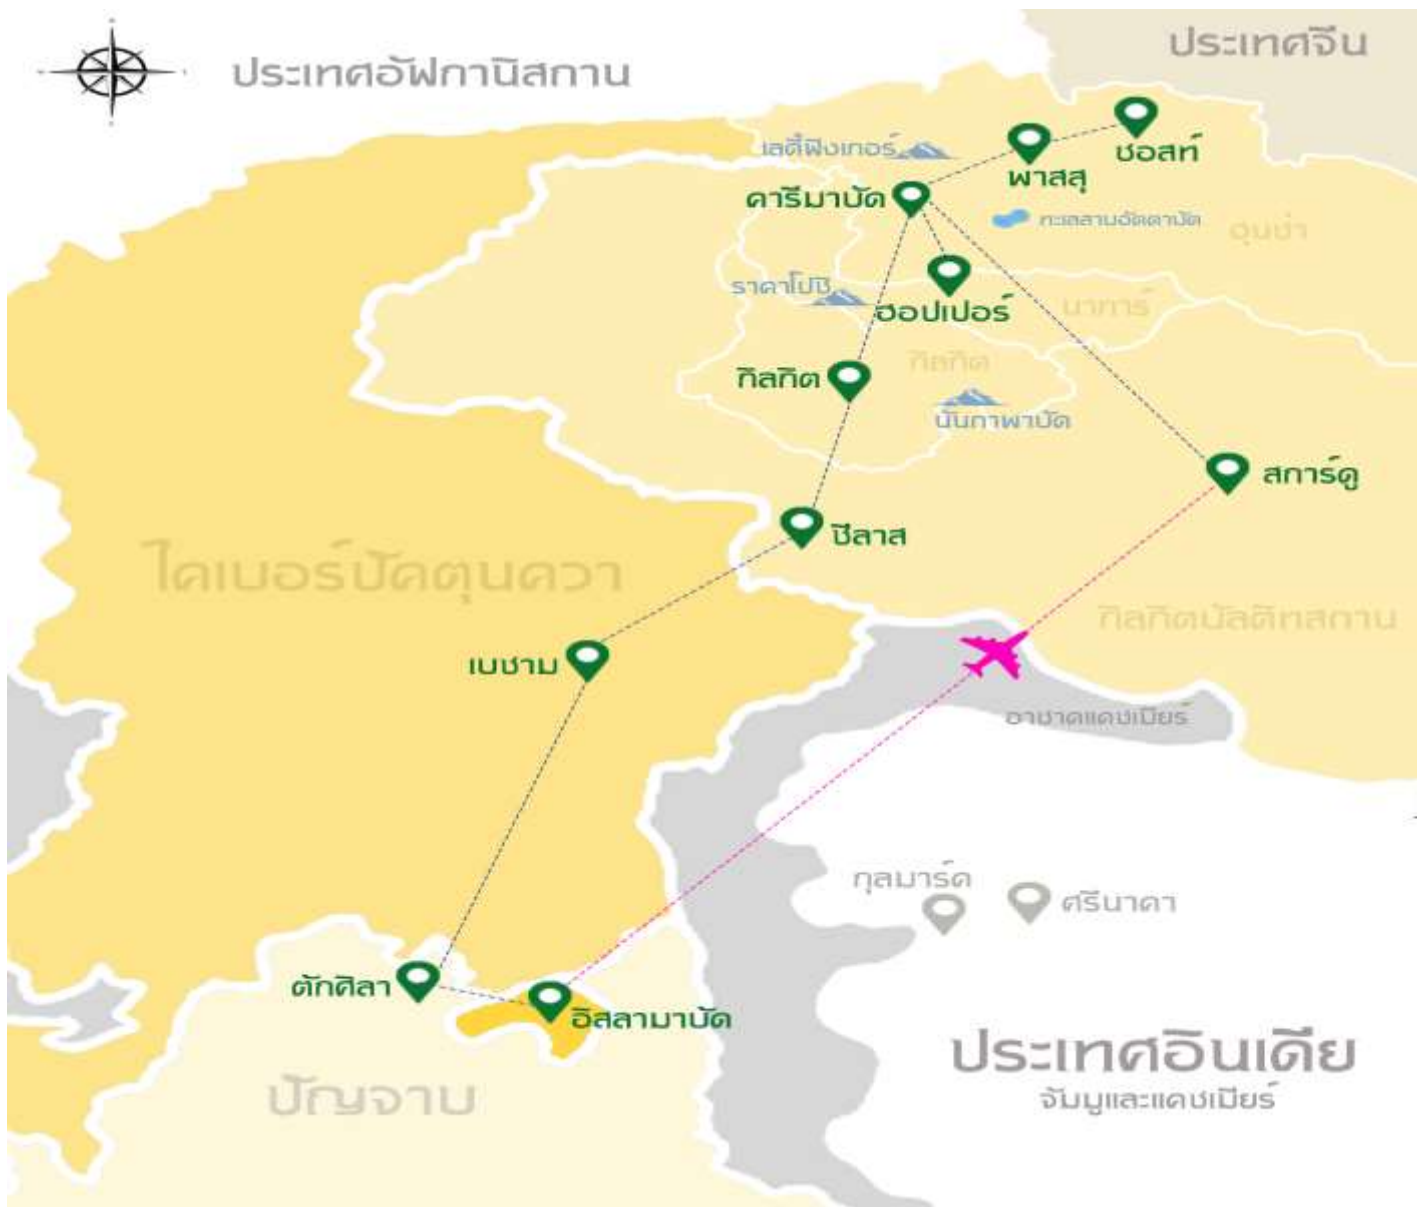 ประเทศจีน
ประเทศอัฟกานิสถาน
เลดี้ฟิงเกอร์
ชอสท์
พาสสุ
คารีมาบัด
ทะเลสาบอัตตาบัด
ฮุนซ่า
ราคาโปชิ
ฮอปเปอร์
นาการ์
กิลกิต
กิลกิต
นันกาพาบัด
สการ์ดู
ชีลาส
ไคเบอร์ปัคตุนควา
กิลกิตบัลติทสถาน
เบชาม
อาซาดแคชเมียร์
กุลมาร์ค
ศรีนาคา
ตักศิลา
อิสลามาบัด
ประเทศอินเดีย
จัมมูและแคชเมียร์
ปัญจาบ